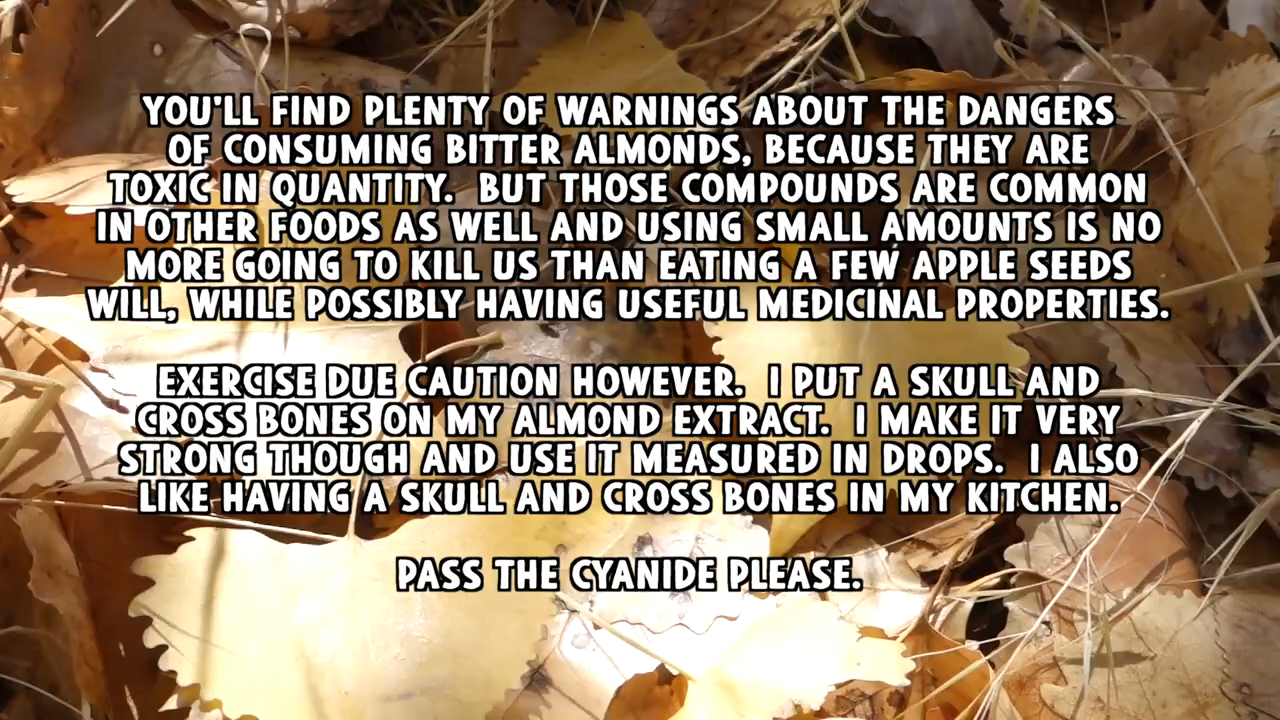 YOU'LL FIND PLENTY OF WARNINGS ABOUT THE DANGERS
OF CONSUMING BITTER ALMONDS, BECAUSE THEY ARE
TOXIC IN QUANTITY.  BUT THOSE COMPOUNDS ARE COMMON
IN OTHER FOODS AS WELL AND USING SMALL AMOUNTS IS NO
MORE GOING TO KILL US THAN EATING A FEW APPLE SEEDS
WILL, WHILE POSSIBLY HAVING USEFUL MEDICINAL PROPERTIES.
EXERCISE DUE CAUTION HOWEVER.  I PUT A SKULL AND
CROSS BONES ON MY ALMOND EXTRACT.  I MAKE IT VERY
STRONG THOUGH AND USE IT MEASURED IN DROPS.  I ALSO
LIKE HAVING A SKULL AND CROSS BONES IN MY KITCHEN.
PASS THE CYANIDE PLEASE.